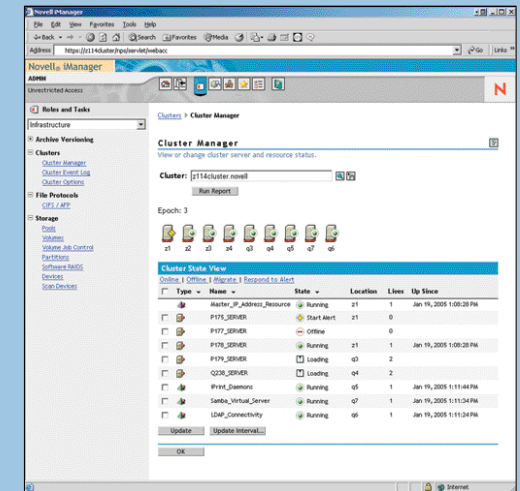 Novell iManager
File Edit View Favorites Tools Help
Back Search Favorites Media
Address https://z114cluster/nps/servlet/webacc Go Links
Novell® iManager
ADMIN
Unrestricted Access
N
Roles and Tasks
Infrastructure
Archive Versioning
Clusters
Cluster Manager
Cluster Event Log
Cluster Options
File Protocols
CIFS / AFP
Storage
Pools
Volumes
Volume Job Control
Partitions
Software RAIDS
Devices
Scan Devices
Clusters > Cluster Manager
Cluster Manager
View or change cluster server and resource status.
Cluster: z114cluster.novell
Run Report
Epoch: 3
z1 z2 z3 z4 q3 q4 q5 q7 q6
Cluster State View
Online | Offline | Migrate | Respond to Alert
Type Name State Location Lives Up Since
Master_IP_Address_Resource Running z1 1 Jan 19, 2005 1:08:28 PM
P175_SERVER Start Alert z1 0
P177_SERVER Offline 0
P178_SERVER Running z1 1 Jan 19, 2005 1:08:28 PM
P179_SERVER Loading q3 2
Q238_SERVER Loading q4 2
iPrint_Daemons Running q5 1 Jan 19, 2005 1:11:44 PM
Samba_Virtual_Server Running q7 1 Jan 19, 2005 1:11:34 PM
LDAP_Connectivity Running q6 1 Jan 19, 2005 1:11:24 PM
Update Update Interval...
OK
Internet